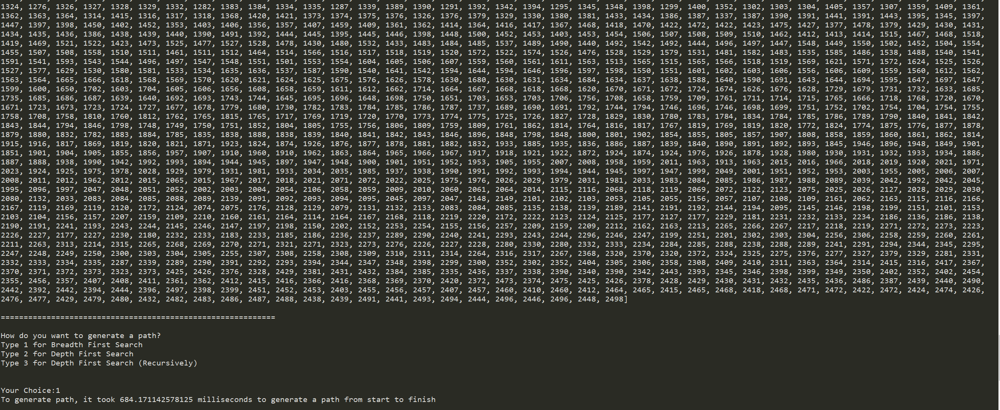 1324, 1276, 1326, 1327, 1328, 1329, 1332, 1282, 1383, 1384, 1334, 1335, 1287, 1339, 1389, 1390, 1291, 1392, 1342, 1394, 1295, 1345, 1348, 1398, 1299, 1400, 1352, 1302, 1303, 1304, 1405, 1357, 1307, 1359, 1409, 1361,
1362, 1363, 1364, 1314, 1415, 1316, 1317, 1318, 1368, 1420, 1421, 1373, 1374, 1375, 1376, 1326, 1376, 1379, 1329, 1330, 1380, 1381, 1433, 1434, 1386, 1387, 1337, 1387, 1390, 1391, 1441, 1391, 1443, 1395, 1345, 1397,
1447, 1397, 1398, 1450, 1402, 1452, 1353, 1403, 1406, 1356, 1357, 1407, 1459, 1409, 1361, 1362, 1414, 1364, 1416, 1417, 1367, 1468, 1418, 1470, 1422, 1472, 1422, 1423, 1475, 1427, 1377, 1478, 1379, 1429, 1430, 1431,
1434, 1435, 1436, 1386, 1438, 1439, 1440, 1390, 1491, 1392, 1444, 1445, 1395, 1445, 1446, 1398, 1448, 1500, 1452, 1453, 1403, 1453, 1454, 1506, 1507, 1508, 1509, 1510, 1462, 1412, 1413, 1414, 1515, 1467, 1468, 1518,
1419, 1469, 1521, 1522, 1423, 1473, 1525, 1477, 1527, 1528, 1478, 1430, 1480, 1532, 1433, 1483, 1484, 1485, 1537, 1489, 1490, 1440, 1492, 1542, 1492, 1444, 1496, 1497, 1447, 1548, 1449, 1550, 1502, 1452, 1504, 1554,
1455, 1507, 1508, 1558, 1510, 1511, 1461, 1511, 1512, 1464, 1514, 1566, 1516, 1517, 1518, 1519, 1520, 1572, 1522, 1574, 1526, 1476, 1528, 1529, 1579, 1531, 1481, 1582, 1483, 1535, 1585, 1486, 1538, 1488, 1540, 1541,
1591, 1541, 1593, 1543, 1544, 1496, 1497, 1547, 1548, 1551, 1501, 1553, 1554, 1604, 1605, 1506, 1607, 1559, 1560, 1561, 1611, 1563, 1513, 1565, 1515, 1565, 1566, 1518, 1519, 1569, 1621, 1571, 1572, 1624, 1525, 1526,
1527, 1577, 1629, 1530, 1580, 1581, 1533, 1534, 1635, 1636, 1537, 1587, 1590, 1540, 1641, 1542, 1594, 1644, 1594, 1646, 1596, 1597, 1598, 1550, 1551, 1601, 1602, 1603, 1606, 1556, 1606, 1609, 1559, 1560, 1612, 1562,
1563, 1564, 1665, 1666, 1618, 1568, 1569, 1570, 1620, 1621, 1624, 1625, 1675, 1576, 1626, 1578, 1630, 1680, 1630, 1631, 1634, 1684, 1634, 1637, 1638, 1588, 1640, 1590, 1691, 1643, 1644, 1694, 1595, 1647, 1697, 1647,
1599, 1600, 1650, 1702, 1603, 1704, 1605, 1606, 1656, 1608, 1658, 1659, 1611, 1612, 1662, 1714, 1664, 1667, 1668, 1618, 1668, 1620, 1670, 1671, 1672, 1724, 1674, 1626, 1676, 1628, 1729, 1679, 1731, 1732, 1633, 1685,
1735, 1685, 1686, 1687, 1639, 1640, 1692, 1693, 1743, 1744, 1645, 1695, 1696, 1648, 1698, 1750, 1651, 1703, 1653, 1703, 1706, 1756, 1708, 1658, 1759, 1709, 1761, 1711, 1714, 1715, 1765, 1666, 1718, 1768, 1720, 1670,
1671, 1723, 1673, 1723, 1724, 1727, 1677, 1678, 1779, 1680, 1730, 1782, 1783, 1784, 1785, 1786, 1787, 1737, 1689, 1690, 1691, 1792, 1744, 1794, 1746, 1696, 1746, 1698, 1699, 1751, 1752, 1702, 1754, 1704, 1754, 1755,
1758, 1708, 1758, 1810, 1760, 1812, 1762, 1765, 1815, 1765, 1717, 1769, 1719, 1720, 1770, 1773, 1774, 1775, 1725, 1726, 1827, 1728, 1829, 1830, 1780, 1783, 1784, 1834, 1784, 1785, 1786, 1789, 1790, 1840, 1841, 1842,
1843, 1844, 1794, 1846, 1798, 1748, 1749, 1750, 1751, 1852, 1804, 1805, 1755, 1756, 1806, 1809, 1759, 1809, 1761, 1862, 1814, 1764, 1816, 1817, 1767, 1819, 1769, 1819, 1820, 1772, 1824, 1774, 1875, 1776, 1877, 1878,
1879, 1880, 1832, 1782, 1883, 1884, 1785, 1835, 1838, 1888, 1838, 1839, 1840, 1841, 1842, 1843, 1846, 1896, 1848, 1798, 1848, 1800, 1801, 1902, 1854, 1855, 1805, 1857, 1907, 1808, 1858, 1859, 1860, 1861, 1862, 1814,
1915, 1916, 1817, 1869, 1819, 1820, 1821, 1871, 1923, 1824, 1874, 1926, 1876, 1877, 1878, 1881, 1882, 1832, 1933, 1885, 1935, 1836, 1886, 1887, 1839, 1840, 1890, 1891, 1892, 1893, 1845, 1946, 1896, 1948, 1849, 1901,
1851, 1901, 1904, 1905, 1855, 1856, 1957, 1907, 1910, 1960, 1910, 1962, 1863, 1864, 1965, 1966, 1967, 1917, 1918, 1921, 1922, 1872, 1924, 1874, 1924, 1976, 1926, 1878, 1928, 1980, 1930, 1931, 1932, 1933, 1934, 1886,
1887, 1888, 1938, 1990, 1942, 1992, 1993, 1894, 1944, 1945, 1897, 1947, 1948, 1900, 1901, 1951, 1952, 1953, 1905, 1955, 2007, 2008, 1958, 1959, 2011, 1963, 1913, 1963, 2015, 2016, 1966, 2018, 2019, 1920, 2021, 1971,
2023, 1924, 1925, 1975, 1978, 2028, 1929, 1979, 1931, 1981, 1933, 2034, 2035, 1985, 1937, 1938, 1990, 1991, 1992, 1993, 1994, 1944, 1945, 1997, 1947, 1999, 2049, 2001, 1951, 1952, 1953, 2003, 1955, 2005, 2006, 2007,
2008, 2011, 2012, 1962, 2012, 2015, 2065, 2015, 1967, 2017, 2018, 2021, 2071, 2072, 2022, 2025, 1975, 1976, 2026, 2029, 1979, 2031, 1981, 2033, 1983, 2084, 2085, 1986, 1987, 1988, 2089, 2039, 2042, 1992, 2042, 2045,
1995, 2096, 1997, 2047, 2048, 2051, 2052, 2002, 2003, 2004, 2054, 2106, 2058, 2059, 2009, 2010, 2060, 2061, 2064, 2014, 2115, 2116, 2068, 2118, 2119, 2069, 2072, 2122, 2123, 2075, 2025, 2026, 2127, 2028, 2029, 2030,
2080, 2132, 2033, 2083, 2084, 2085, 2088, 2089, 2139, 2091, 2092, 2093, 2094, 2095, 2045, 2097, 2047, 2148, 2149, 2101, 2102, 2103, 2053, 2105, 2055, 2156, 2057, 2107, 2108, 2109, 2161, 2062, 2163, 2115, 2116, 2166,
2167, 2119, 2169, 2119, 2120, 2172, 2124, 2074, 2075, 2176, 2128, 2129, 2079, 2131, 2132, 2133, 2083, 2084, 2085, 2135, 2138, 2139, 2189, 2141, 2191, 2192, 2144, 2194, 2095, 2145, 2146, 2198, 2199, 2151, 2101, 2153,
2103, 2104, 2156, 2157, 2207, 2159, 2109, 2210, 2160, 2161, 2164, 2114, 2164, 2167, 2168, 2118, 2219, 2220, 2172, 2222, 2123, 2124, 2125, 2177, 2127, 2177, 2229, 2181, 2231, 2232, 2133, 2234, 2186, 2136, 2186, 2138,
2190, 2191, 2241, 2193, 2243, 2244, 2145, 2246, 2147, 2197, 2198, 2150, 2202, 2152, 2253, 2254, 2155, 2156, 2257, 2209, 2159, 2209, 2212, 2162, 2163, 2213, 2265, 2266, 2267, 2217, 2218, 2219, 2271, 2272, 2273, 2223,
2226, 2227, 2177, 2227, 2230, 2180, 2232, 2233, 2183, 2233, 2185, 2186, 2236, 2237, 2289, 2290, 2240, 2241, 2293, 2243, 2244, 2296, 2246, 2247, 2199, 2251, 2201, 2302, 2303, 2304, 2256, 2306, 2258, 2259, 2260, 2261,
2211, 2263, 2313, 2214, 2315, 2265, 2268, 2269, 2270, 2271, 2321, 2271, 2323, 2273, 2276, 2226, 2227, 2228, 2280, 2330, 2280, 2332, 2333, 2234, 2284, 2285, 2288, 2238, 2288, 2289, 2241, 2291, 2294, 2344, 2345, 2295,
2247, 2248, 2249, 2250, 2300, 2303, 2304, 2305, 2255, 2307, 2308, 2258, 2308, 2309, 2310, 2311, 2314, 2264, 2316, 2317, 2267, 2368, 2320, 2370, 2320, 2372, 2324, 2325, 2275, 2376, 2277, 2327, 2379, 2329, 2281, 2331,
2332, 2333, 2334, 2335, 2287, 2339, 2289, 2290, 2391, 2292, 2293, 2394, 2344, 2347, 2348, 2398, 2299, 2300, 2352, 2302, 2352, 2404, 2305, 2306, 2358, 2308, 2409, 2410, 2311, 2363, 2364, 2314, 2415, 2316, 2417, 2367,
2370, 2371, 2372, 2373, 2323, 2373, 2425, 2426, 2376, 2328, 2429, 2381, 2431, 2432, 2384, 2385, 2335, 2436, 2337, 2338, 2390, 2340, 2390, 2342, 2443, 2393, 2345, 2346, 2398, 2399, 2349, 2350, 2402, 2352, 2402, 2454,
2355, 2456, 2357, 2407, 2408, 2411, 2361, 2362, 2412, 2415, 2416, 2366, 2416, 2368, 2369, 2370, 2420, 2372, 2473, 2374, 2475, 2425, 2426, 2378, 2428, 2429, 2430, 2431, 2432, 2435, 2436, 2486, 2387, 2439, 2440, 2490,
2442, 2392, 2442, 2394, 2444, 2396, 2497, 2398, 2399, 2451, 2452, 2453, 2403, 2455, 2456, 2457, 2407, 2457, 2460, 2410, 2460, 2412, 2464, 2465, 2415, 2465, 2468, 2418, 2468, 2471, 2472, 2422, 2472, 2424, 2474, 2426,
2476, 2477, 2429, 2479, 2480, 2432, 2482, 2483, 2486, 2487, 2488, 2438, 2439, 2491, 2441, 2493, 2494, 2444, 2496, 2446, 2496, 2448, 2498]
============================================================
How do you want to generate a path?
Type 1 for Breadth First Search
Type 2 for Depth First Search
Type 3 for Depth First Search (Recursively)
Your Choice:1
To generate path, it took 684.171142578125 milliseconds to generate a path from start to finish